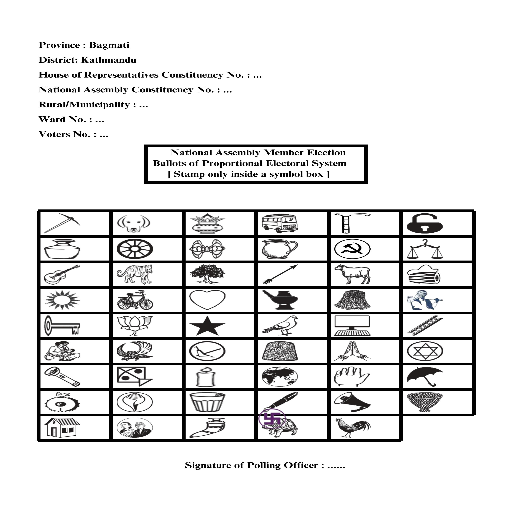 Province : Bagmati
District: Kathmandu
House of Representatives Constituency No. : ...
National Assembly Constituency No. : ...
Rural/Municipality : ...
Ward No. : ...
Voters No. : ...
National Assembly Member Election
Ballots of Proportional Electoral System
[ Stamp only inside a symbol box ]
Signature of Polling Officer : ......